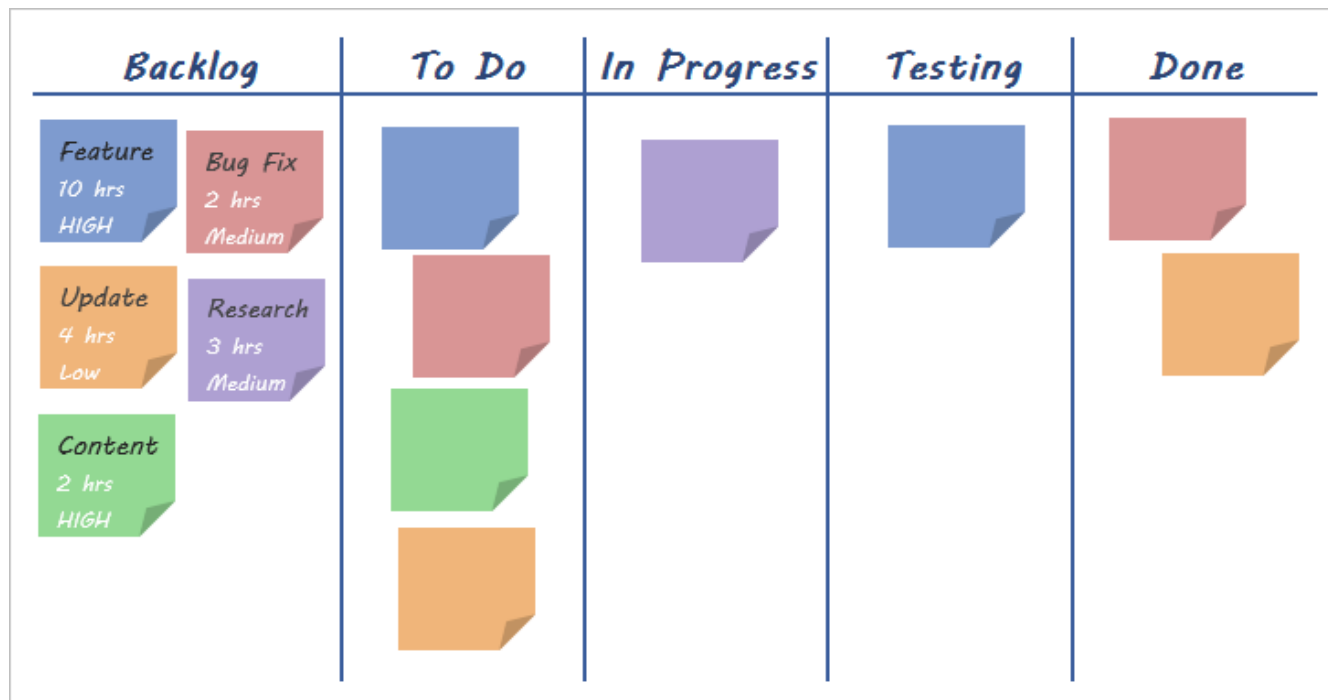 Backlog
To Do
In Progress
Testing
Done
Feature
10 hrs
HIGH
Bug Fix
2 hrs
Medium
Update
4 hrs
Low
Research
3 hrs
Medium
Content
2 hrs
HIGH